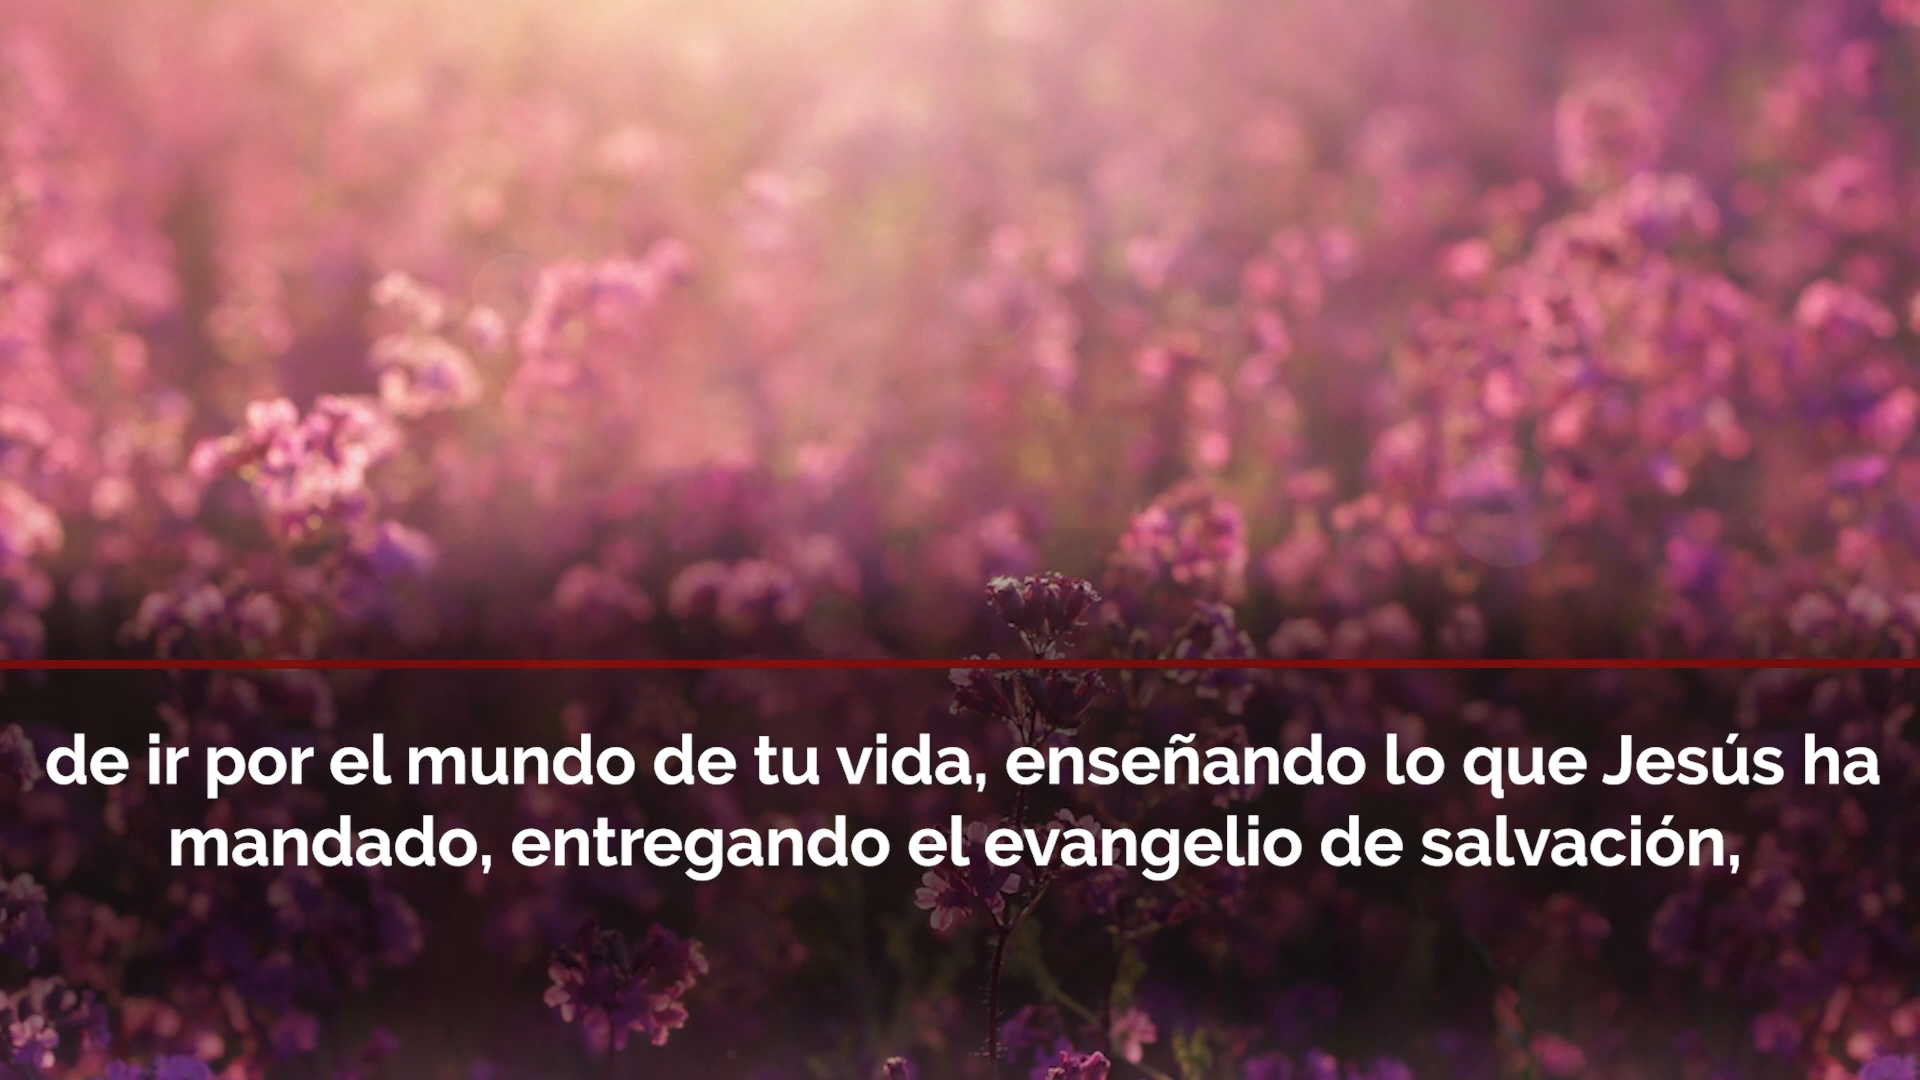 de ir por el mundo de tu vida, enseñando lo que Jesús ha
mandado, entregando el evangelio de salvación,